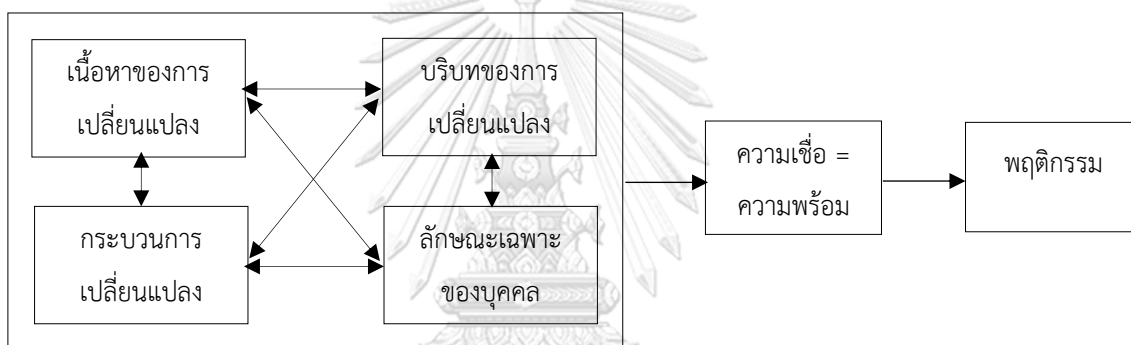 เนื้อหาของการ
เปลี่ยนแปลง
บริบทของการ
เปลี่ยนแปลง
กระบวนการ
เปลี่ยนแปลง
ลักษณะเฉพาะ
ของบุคคล
ความเชื่อ =
ความพร้อม
พฤติกรรม